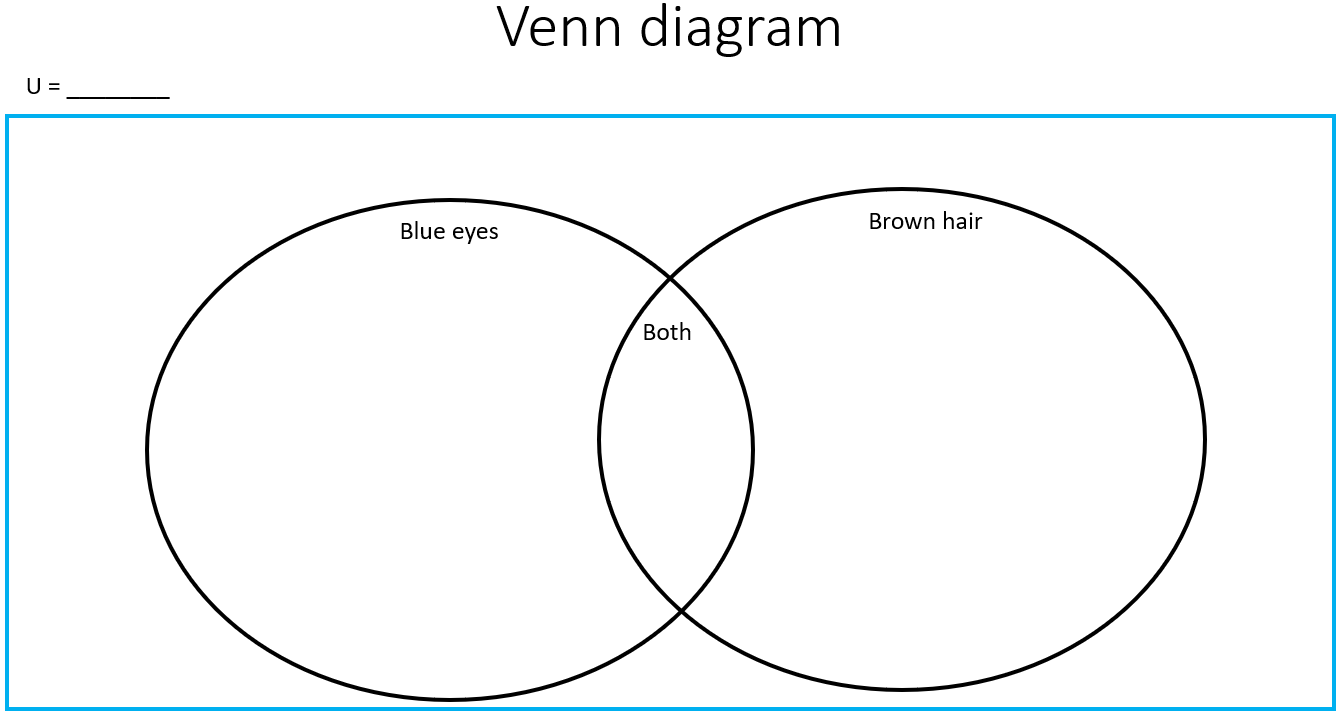 Venn diagram
U = ________
Blue eyes
Brown hair
Both